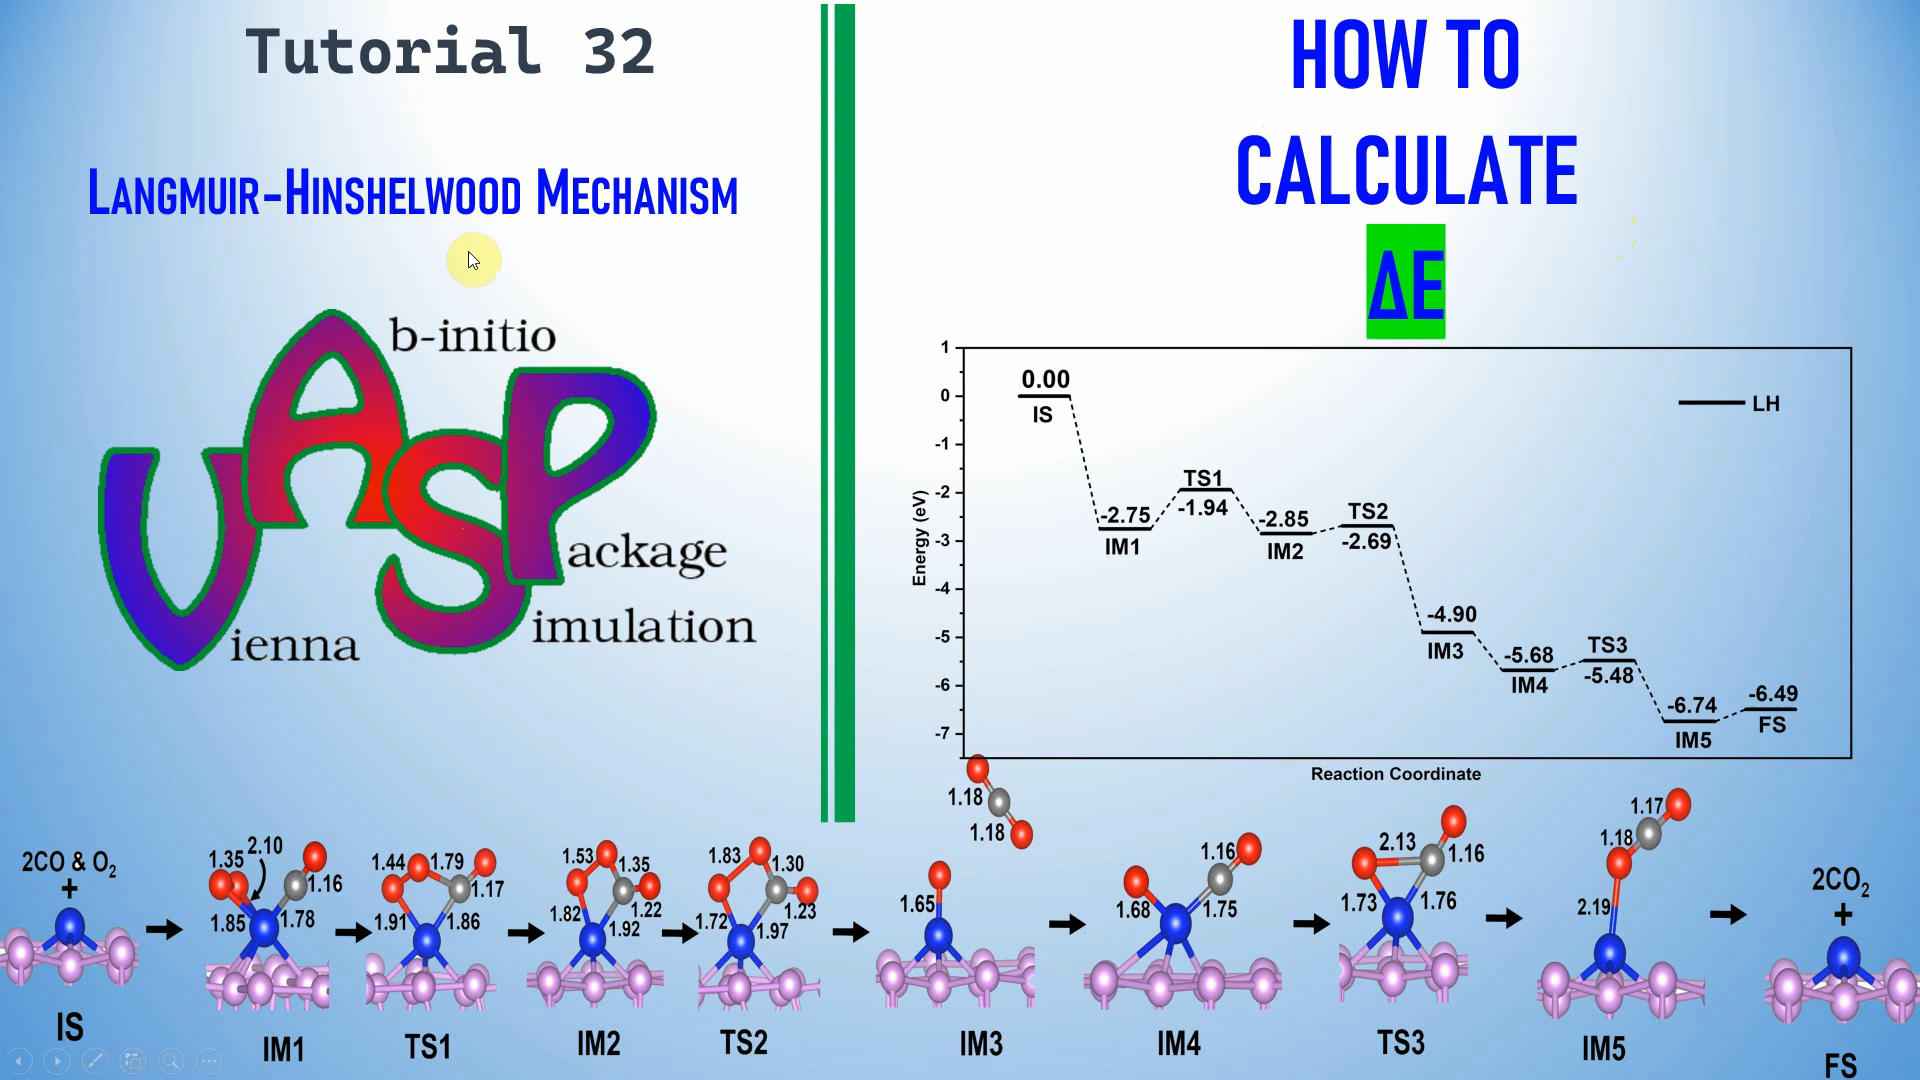 Tutorial 32
LANGMUIR-HINSHELWOOD MECHANISM
VASP
b-initio
ackage
imulation
ienna
HOW TO
CALCULATE
ΔE
1
0
-1
-2
-3
-4
-5
-6
-7
Energy (eV)
Reaction Coordinate
LH
0.00
IS
-2.75
IM1
TS1
-1.94
-2.85
IM2
TS2
-2.69
-4.90
IM3
-5.68
IM4
TS3
-5.48
-6.74
IM5
-6.49
FS
2CO & O₂
+
IS
1.35
2.10
1.16
1.85
1.78
IM1
1.44
1.79
1.17
1.91
1.86
TS1
1.53
1.35
1.22
1.82
1.92
IM2
1.83
1.30
1.23
1.72
1.97
TS2
1.18
1.18
1.65
IM3
1.16
1.68
1.75
IM4
2.13
1.16
1.73
1.76
TS3
1.17
1.18
2.19
IM5
2CO₂
+
FS